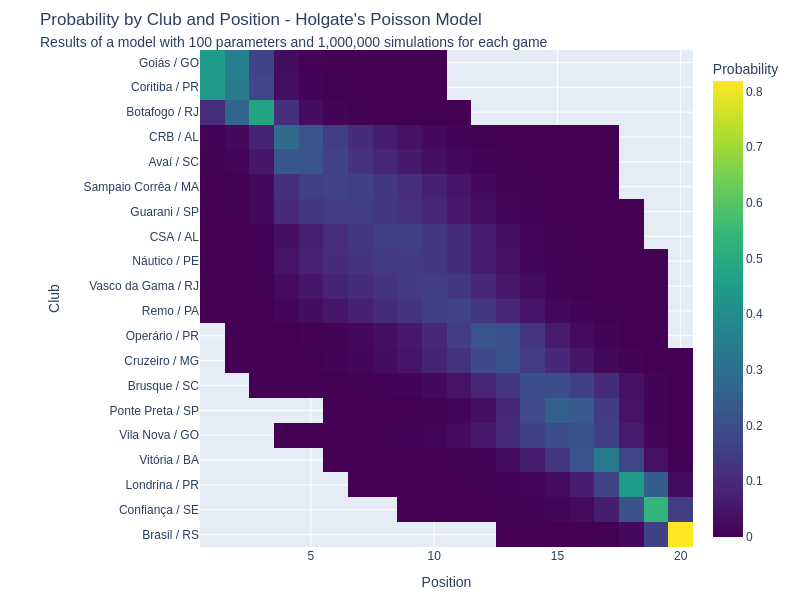 Probability by Club and Position - Holgate's Poisson Model
Results of a model with 100 parameters and 1,000,000 simulations for each game
Probability
Goiás / GO
Coritiba / PR
Botafogo / RJ
CRB / AL
Avaí / SC
Sampaio Corrêa / MA
Guarani / SP
CSA / AL
Náutico / PE
Vasco da Gama / RJ
Remo / PA
Operário / PR
Cruzeiro / MG
Brusque / SC
Ponte Preta / SP
Vila Nova / GO
Vitória / BA
Londrina / PR
Confiança / SE
Brasil / RS
Club
5
10
15
20
Position
0.8
0.7
0.6
0.5
0.4
0.3
0.2
0.1
0